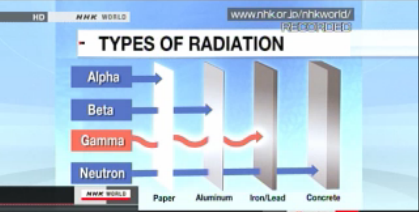 HD NHK WORLD www.nhk.or.jp/nhkworld/
RECORDED
- TYPES OF RADIATION
Alpha
Beta
Gamma
Neutron
NHK WORLD Paper Aluminum Iron/Lead Concrete